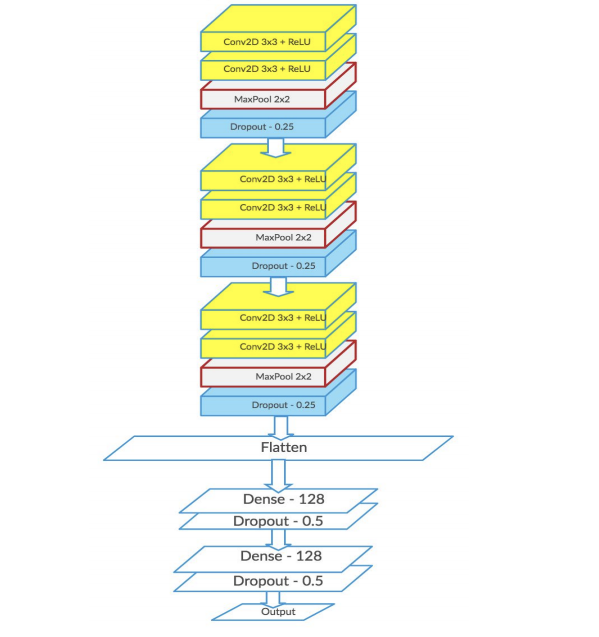 Conv2D 3x3 + ReLU
Conv2D 3x3 + ReLU
MaxPool 2x2
Dropout - 0.25
Conv2D 3x3 + ReLU
Conv2D 3x3 + ReLU
MaxPool 2x2
Dropout - 0.25
Conv2D 3x3 + ReLU
Conv2D 3x3 + ReLU
MaxPool 2x2
Dropout - 0.25
Flatten
Dense - 128
Dropout - 0.5
Dense - 128
Dropout - 0.5
Output